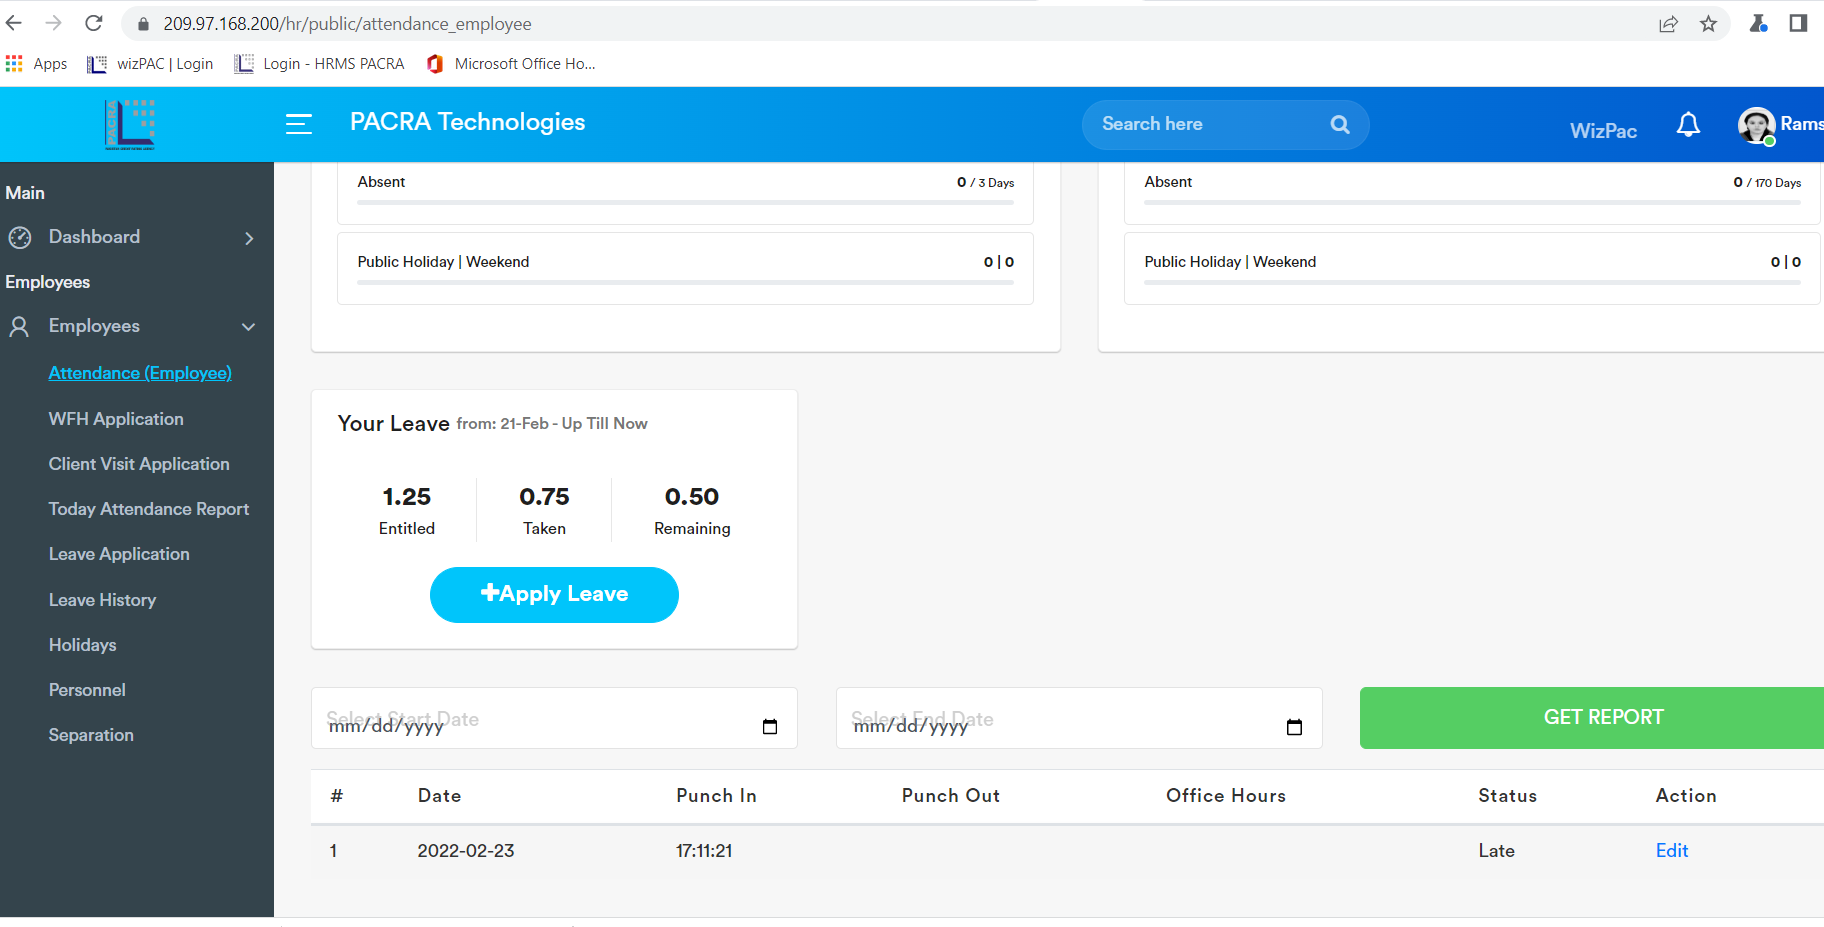 209.97.168.200/hr/public/attendance_employee
Apps wizPAC | Login Login - HRMS PACRA Microsoft Office Ho...
PACRA
PACRA Technologies
Search here
WizPac
Rams
Main
Dashboard
Employees
Employees
Attendance (Employee)
WFH Application
Client Visit Application
Today Attendance Report
Leave Application
Leave History
Holidays
Personnel
Separation
Absent 0 / 3 Days
Public Holiday | Weekend 0 | 0
Absent 0 / 170 Days
Public Holiday | Weekend 0 | 0
Your Leave from: 21-Feb - Up Till Now
1.25 0.75 0.50
Entitled Taken Remaining
Apply Leave
Select Start Date
mm/dd/yyyy
Select End Date
mm/dd/yyyy
GET REPORT
# Date Punch In Punch Out Office Hours Status Action
1 2022-02-23 17:11:21 Late Edit